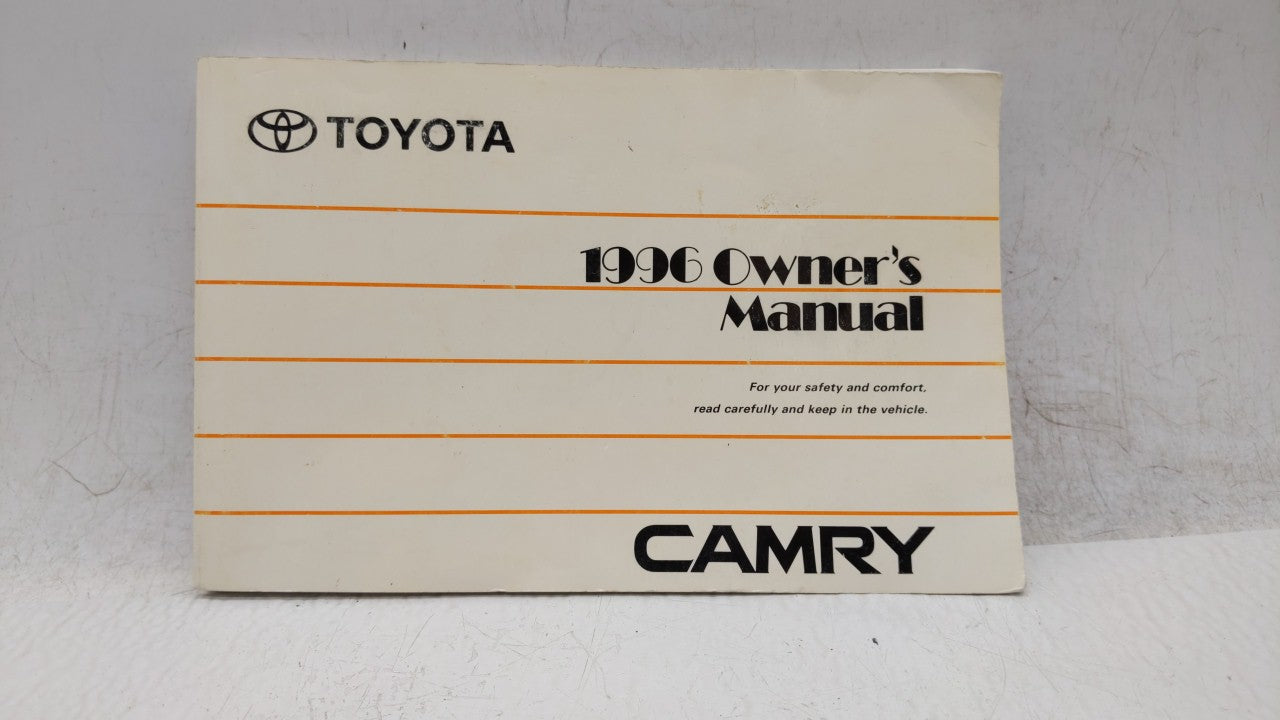 TOYOTA
1996 Owner's
Manual
For your safety and comfort,
read carefully and keep in the vehicle.
CAMRY